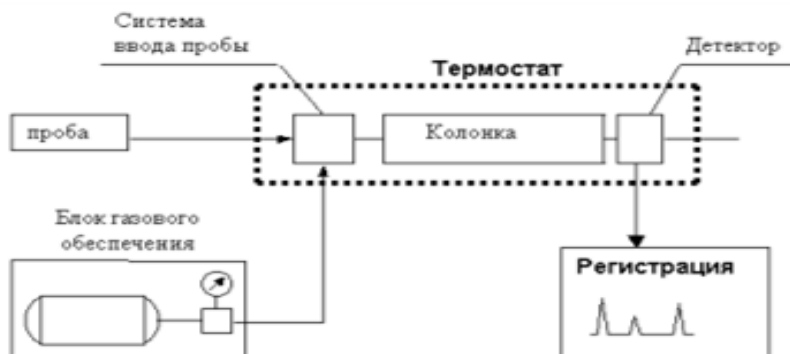 Система
ввода пробы
Детектор
Термостат
проба
Колонка
Блок газового
обеспечения
Регистрация